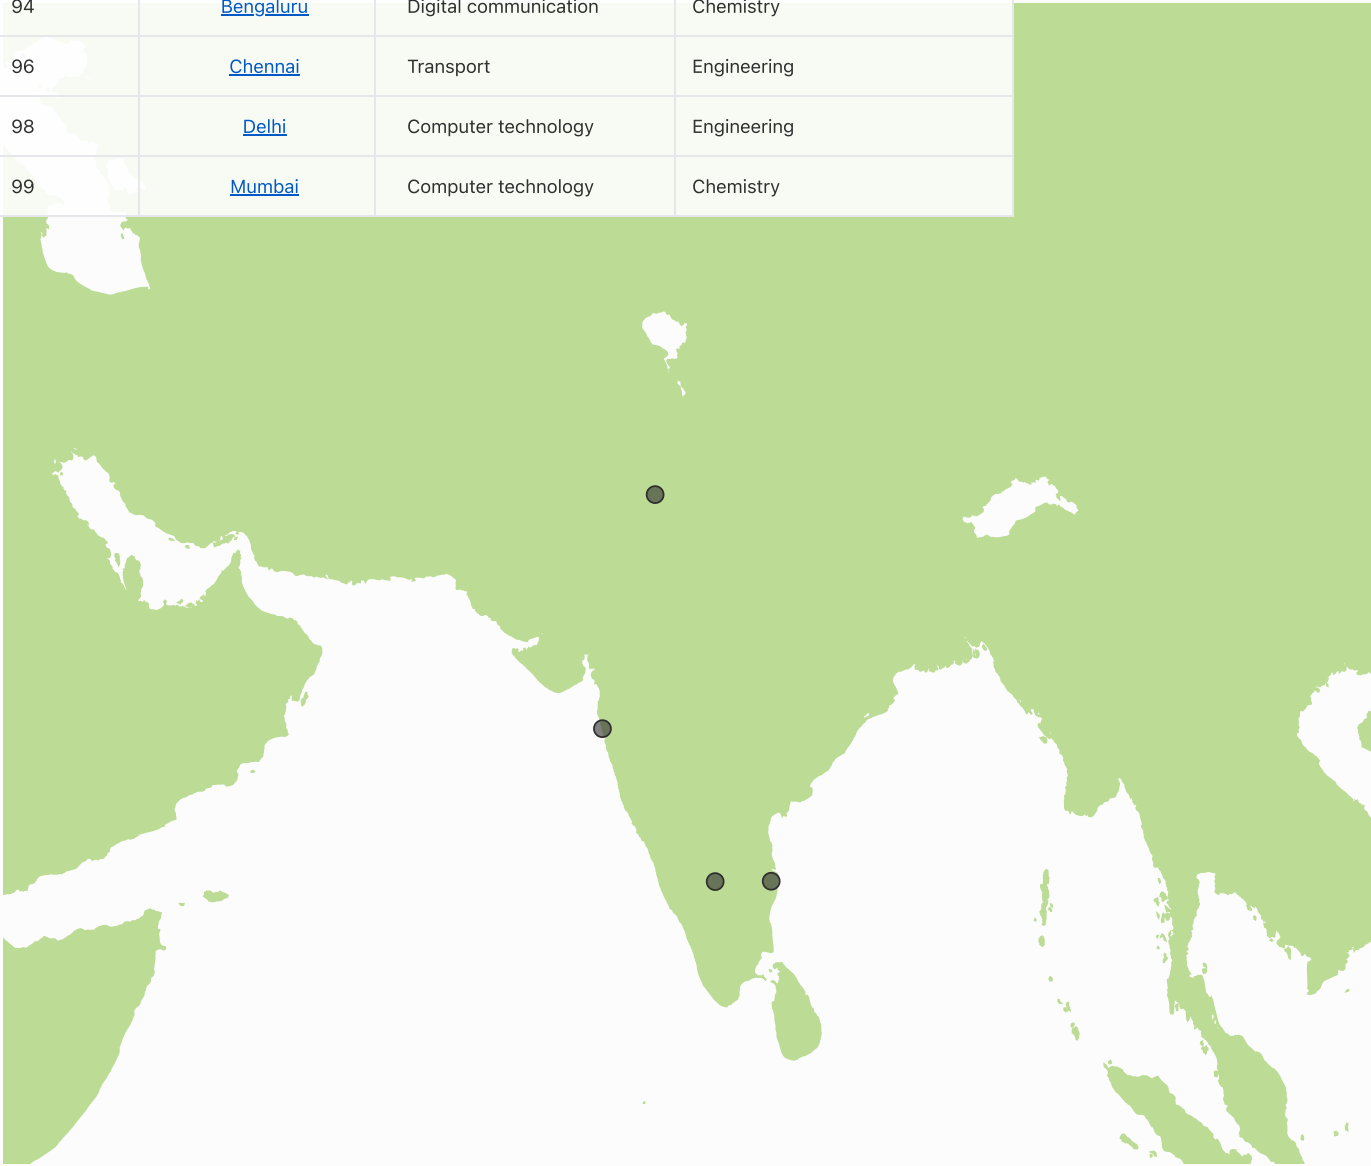 94 Bengaluru Digital communication Chemistry
96 Chennai Transport Engineering
98 Delhi Computer technology Engineering
99 Mumbai Computer technology Chemistry